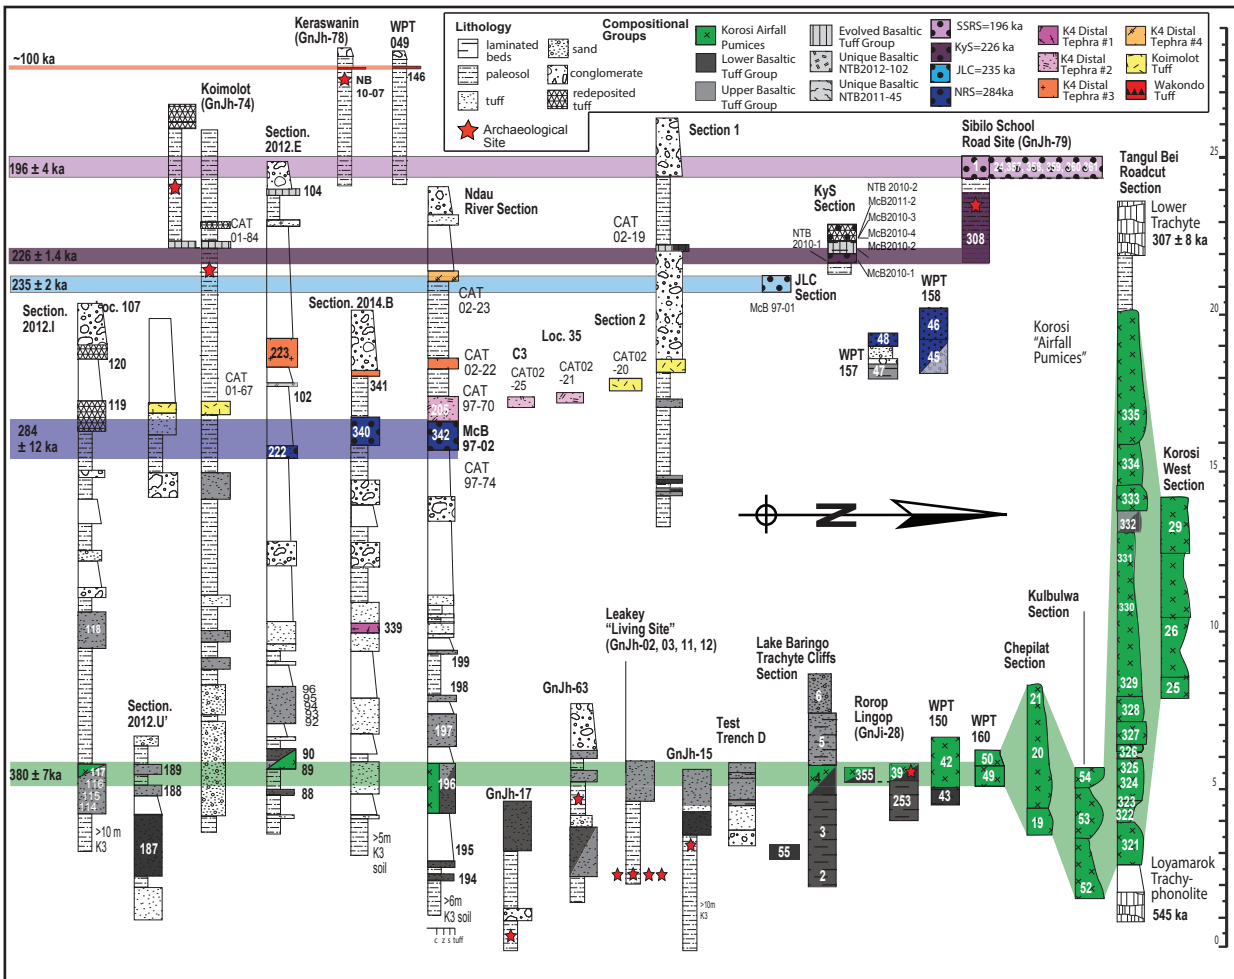 Keraswanin
(GnJh-78)
WPT
049
~100 ka
NB
10-07
146
Koimolot
(GnJh-74)
Lithology
laminated
beds
paleosol
tuff
sand
conglomerate
redeposited
tuff
Archaeological
Site
Compositional
Groups
Korosi Airfall
Pumices
Lower Basaltic
Tuff Group
Upper Basaltic
Tuff Group
Evolved Basaltic
Tuff Group
Unique Basaltic
NTB2012-102
Unique Basaltic
NTB2011-45
SSRS=196 ka
KyS=226 ka
JLC=235 ka
NRS=284ka
K4 Distal
Tephra #1
K4 Distal
Tephra #2
K4 Distal
Tephra #3
K4 Distal
Tephra #4
Koimolot
Tuff
Wakondo
Tuff
Section.
2012.E
Section 1
Sibilo School
Road Site (GnJh-79)
Tangul Bei
Roadcut
Section
25
196 ± 4 ka
104
Ndau
River Section
KyS
Section
NTB 2010-2
McB2011-2
McB2010-3
McB2010-4
McB2010-2
McB2010-1
NTB
2010-1
1
308
Lower
Trachyte
307 ± 8 ka
CAT
01-84
CAT
02-19
226 ± 1.4 ka
235 ± 2 ka
JLC
Section
McB 97-01
CAT
02-23
WPT
158
20
Section.
2012.I
Loc. 107
Section. 2014.B
Section 2
Loc. 35
C3
46
45
48
47
WPT
157
Korosi
"Airfall
Pumices"
120
223
341
CAT
02-22
CAT02
-25
CAT02
-21
CAT02
-20
CAT
01-67
102
119
CAT
97-70
205
335
284
± 12 ka
222
340
342
McB
97-02
CAT
97-74
334
333
332
331
330
329
328
327
326
325
324
323
322
321
15
Korosi
West
Section
29
26
25
N
118
339
Leakey
"Living Site"
(GnJh-02, 03, 11, 12)
Kulbulwa
Section
10
Chepilat
Section
Lake Baringo
Trachyte Cliffs
Section
199
198
197
196
195
194
GnJh-63
Section.
2012.U'
96
95
94
93
92
90
89
88
Test
Trench D
Rorop
Lingop
(GnJi-28)
WPT
150
WPT
160
21
20
19
6
5
4
3
2
380 ± 7ka
117
116
115
114
189
188
187
GnJh-15
GnJh-17
355
39
253
42
43
50
49
54
53
52
55
5
>10 m
K3
>5m
K3
soil
>6m
K3 soil
>10m
K3
c z s tuff
Loyamarok
Trachy-
phonolite
545 ka
0